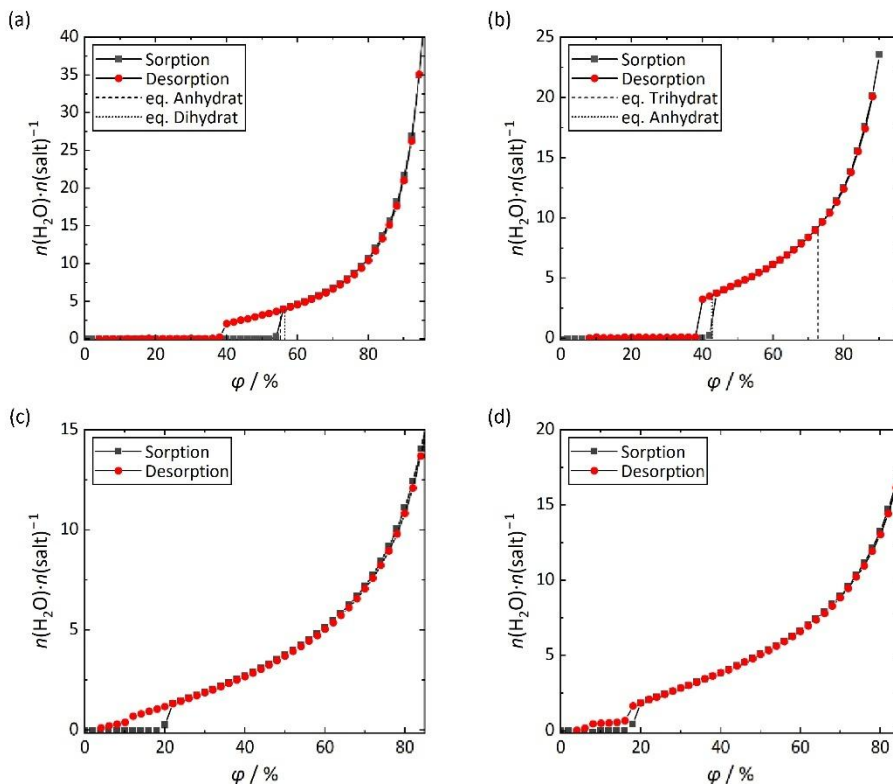 (a)
40
35
30
25
20
15
10
5
0
n(H₂O)·n(salt)⁻¹
Sorption
Desorption
eq. Anhydrat
eq. Dihydrat
0 20 40 60 80
φ / %
(b)
25
20
15
10
5
0
n(H₂O)·n(salt)⁻¹
Sorption
Desorption
eq. Trihydrat
eq. Anhydrat
0 20 40 60 80
φ / %
(c)
15
10
5
0
n(H₂O)·n(salt)⁻¹
Sorption
Desorption
0 20 40 60 80
φ / %
(d)
20
15
10
5
0
n(H₂O)·n(salt)⁻¹
Sorption
Desorption
0 20 40 60 80
φ / %